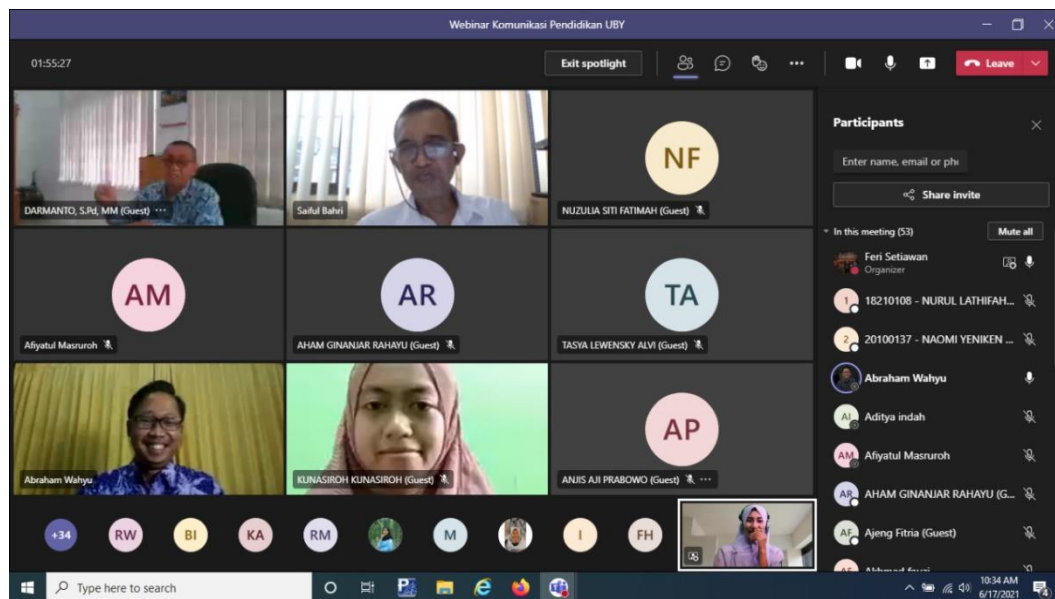 Webinar Komunikasi Pendidikan UBY
01:55:27
Exit spotlight
Leave
DARMANTO, S.Pd, MM (Guest)
Saiful Bahri
NF
NUZULIA SITI FATIMAH (Guest)
AM
Afiyatul Masruroh
AR
AHAM GINANJAR RAHAYU (Guest)
TA
TASYA LEWENSKY ALVI (Guest)
Abraham Wahyu
KUNASIROH KUNASIROH (Guest)
AP
ANJIS AJI PRABOWO (Guest)
+34
RW
BI
KA
RM
M
I
FH
Participants
Enter name, email or pho
Share invite
In this meeting (53)
Mute all
Feri Setiawan
Organizer
1
18210108 - NURUL LATHIFAH...
2
20100137 - NAOMI YENIKEN ...
Abraham Wahyu
AI
Aditya indah
AM
Afiyatul Masruroh
AR
AHAM GINANJAR RAHAYU (G...
AF
Ajeng Fitria (Guest)
Type here to search
10:34 AM
6/17/2021
4